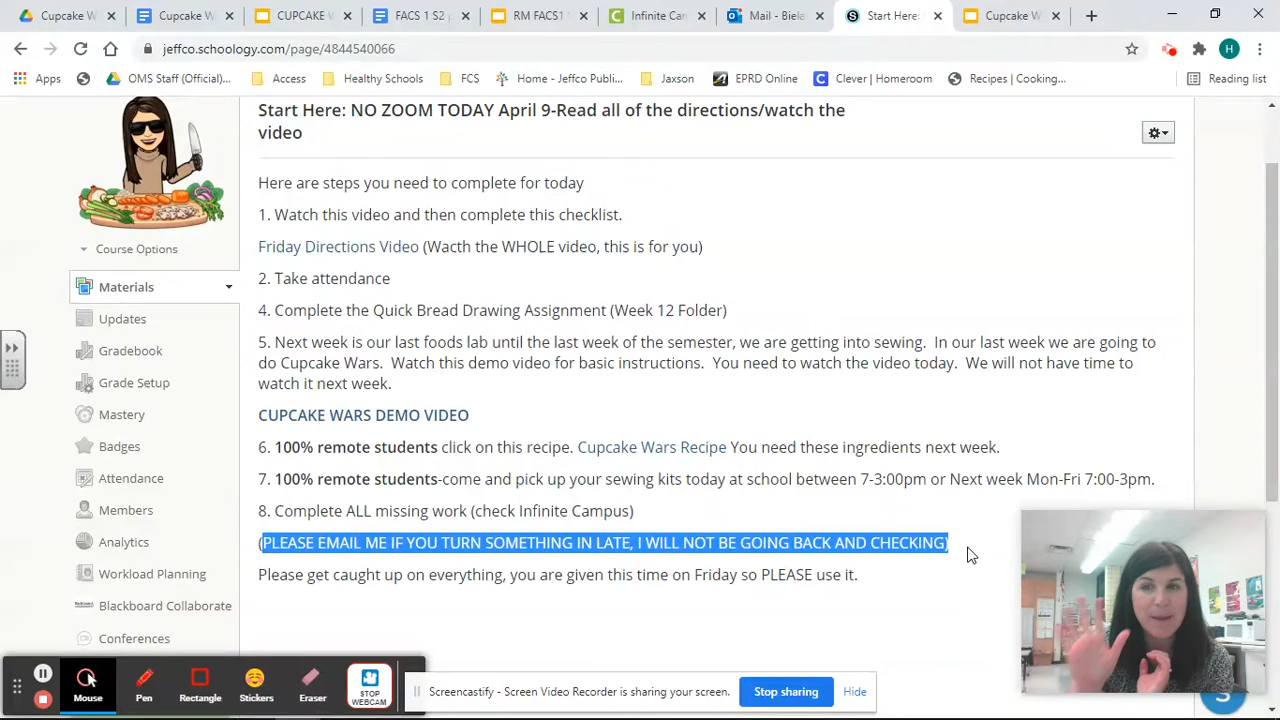 Cupcake W
Cupcake W
CUPCAKE W
FACS 1 S2 p
RM FACS1
Infinite Can
Mail - Biela
Start Here:
Cupcake W
jeffco.schoology.com/page/4844540066
H
Apps
OMS Staff (Official)...
Access
Healthy Schools
FCS
Home - Jeffco Publi...
Jaxson
EPRD Online
Clever | Homeroom
Recipes | Cooking...
Reading list
Start Here: NO ZOOM TODAY April 9-Read all of the directions/watch the
video
Here are steps you need to complete for today
1. Watch this video and then complete this checklist.
Friday Directions Video (Wacth the WHOLE video, this is for you)
2. Take attendance
4. Complete the Quick Bread Drawing Assignment (Week 12 Folder)
5. Next week is our last foods lab until the last week of the semester, we are getting into sewing. In our last week we are going to
do Cupcake Wars. Watch this demo video for basic instructions. You need to watch the video today. We will not have time to
watch it next week.
CUPCAKE WARS DEMO VIDEO
6. 100% remote students click on this recipe. Cupcake Wars Recipe You need these ingredients next week.
7. 100% remote students-come and pick up your sewing kits today at school between 7-3:00pm or Next week Mon-Fri 7:00-3pm.
8. Complete ALL missing work (check Infinite Campus)
(PLEASE EMAIL ME IF YOU TURN SOMETHING IN LATE, I WILL NOT BE GOING BACK AND CHECKING)
Please get caught up on everything, you are given this time on Friday so PLEASE use it.
Course Options
Materials
Updates
Gradebook
Grade Setup
Mastery
Badges
Attendance
Members
Analytics
Workload Planning
Blackboard Collaborate
Conferences
Mouse
Pen
Rectangle
Stickers
Eraser
STOP
WEBCAM
Screencastify - Screen Video Recorder is sharing your screen.
Stop sharing
Hide